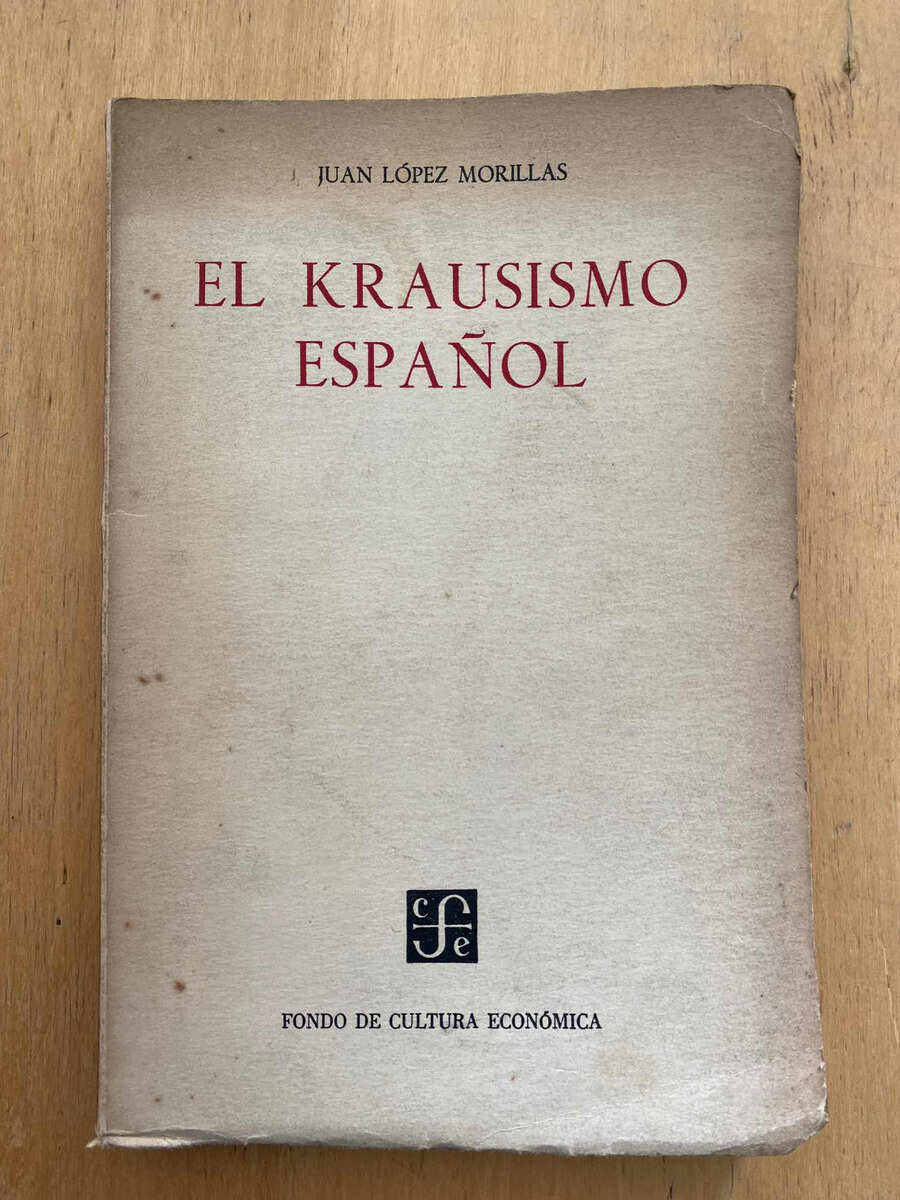 JUAN LÓPEZ MORILLAS
EL KRAUSISMO
ESPAÑOL
cfe
FONDO DE CULTURA ECONÓMICA